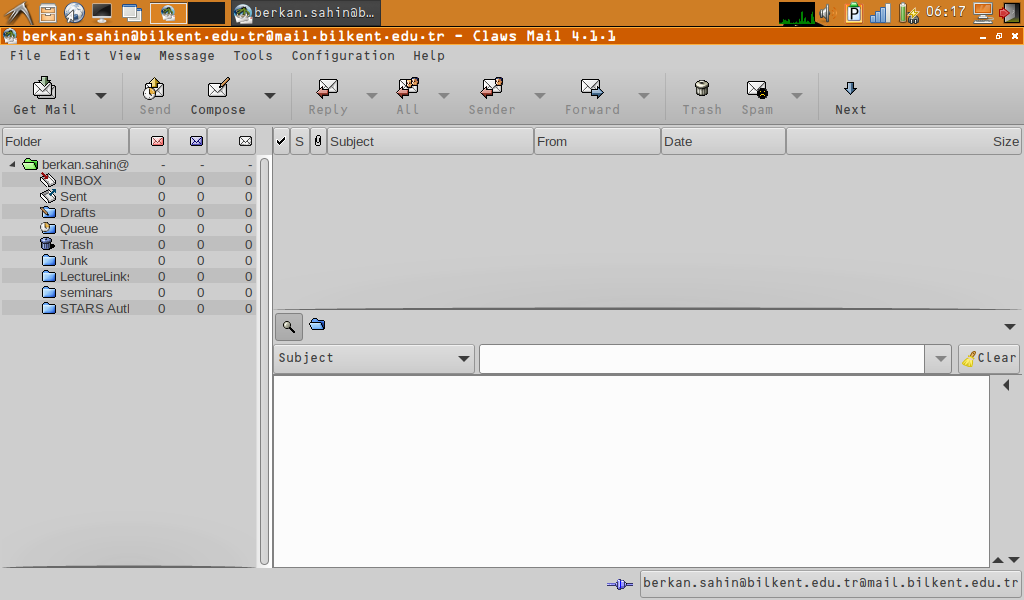 berkan.sahin@b… P 06:17
berkan.sahin@bilkent.edu.tr@mail.bilkent.edu.tr - Claws Mail 4.1.1
File Edit View Message Tools Configuration Help
Get Mail Send Compose Reply All Sender Forward Trash Spam Next
Folder S Subject From Date Size
berkan.sahin@ - - -
INBOX 0 0 0
Sent 0 0 0
Drafts 0 0 0
Queue 0 0 0
Trash 0 0 0
Junk 0 0 0
LectureLinks 0 0 0
seminars 0 0 0
STARS Autl 0 0 0
Subject Clear
berkan.sahin@bilkent.edu.tr@mail.bilkent.edu.tr